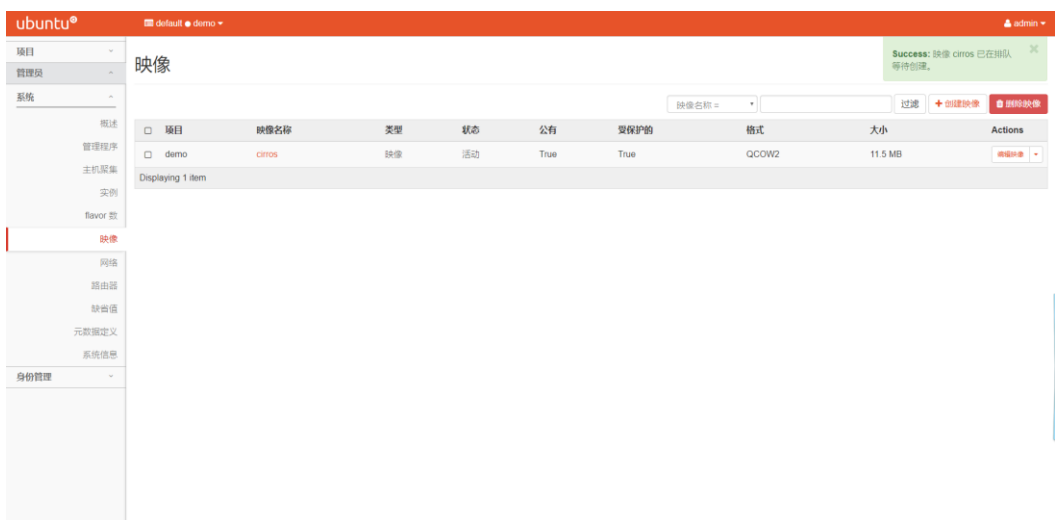 ubuntu®
default ● demo
admin
项目
管理员
系统
概述
管理程序
主机聚集
实例
flavor 数
映像
网络
路由器
缺省值
元数据定义
系统信息
身份管理
映像
Success: 映像 cirros 已在排队
等待创建。
映像名称 =
过滤
+ 创建映像
删除映像
项目 映像名称 类型 状态 公有 受保护的 格式 大小 Actions
demo cirros 映像 活动 True True QCOW2 11.5 MB 编辑映像
Displaying 1 item